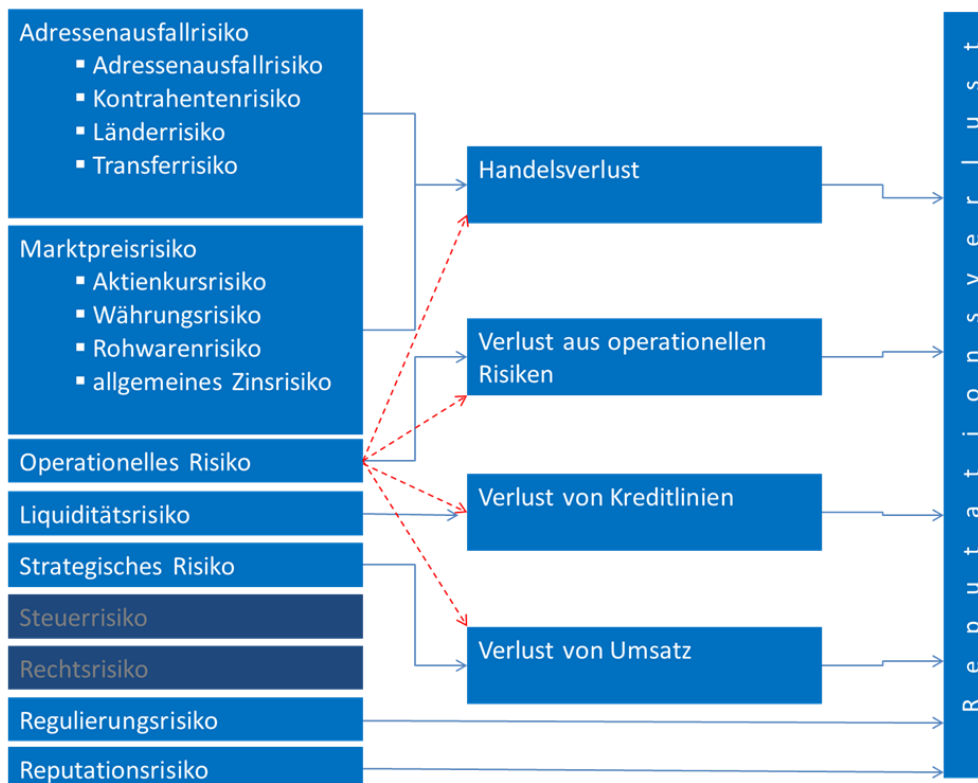 Adressenausfallrisiko
▪ Adressenausfallrisiko
▪ Kontrahentenrisiko
▪ Länderrisiko
▪ Transferrisiko
Marktpreisrisiko
▪ Aktienkursrisiko
▪ Währungsrisiko
▪ Rohwarenrisiko
▪ allgemeines Zinsrisiko
Operationelles Risiko
Liquiditätsrisiko
Strategisches Risiko
Steuerrisiko
Rechtsrisiko
Regulierungsrisiko
Reputationsrisiko
Handelsverlust
Verlust aus operationellen
Risiken
Verlust von Kreditlinien
Verlust von Umsatz
Reputationsverlust